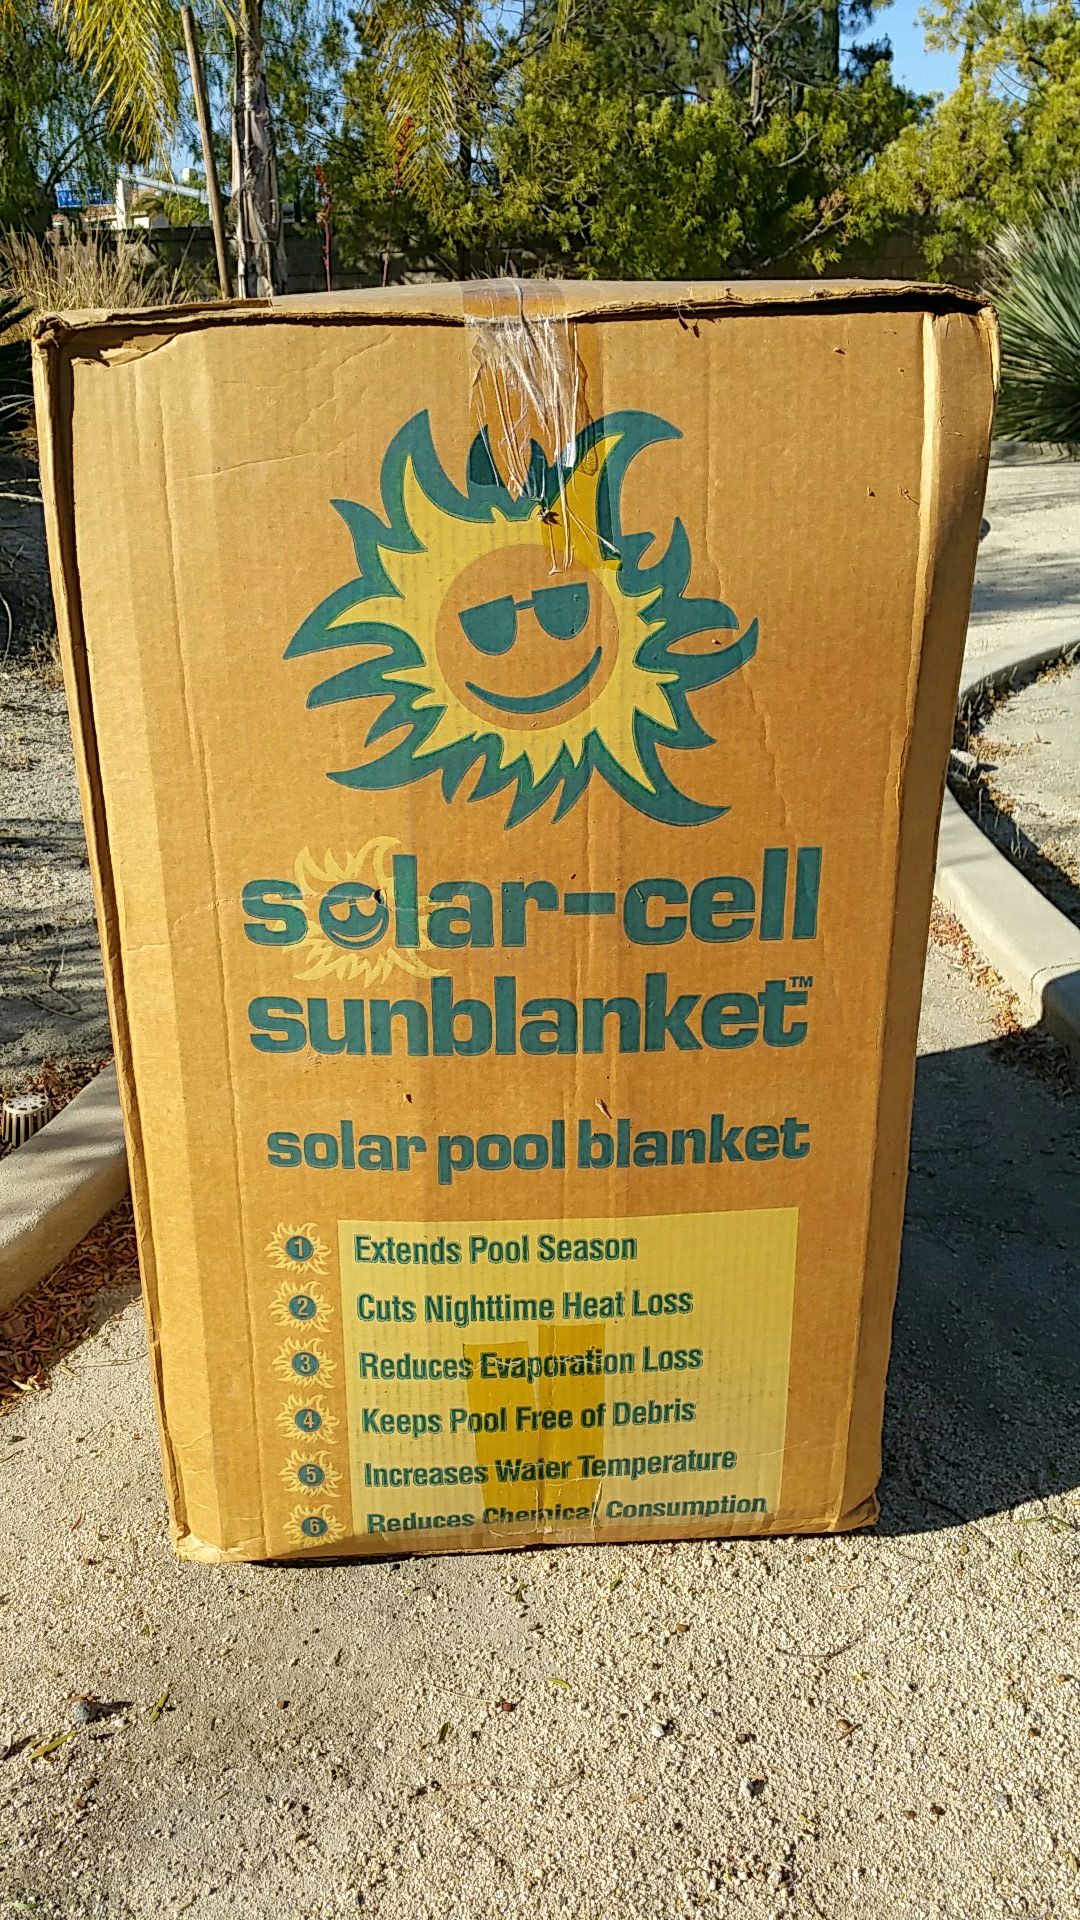 solar-cell
sunblanket™
solar pool blanket
1 Extends Pool Season
2 Cuts Nighttime Heat Loss
3 Reduces Evaporation Loss
4 Keeps Pool Free of Debris
5 Increases Water Temperature
6 Reduces Chemical Consumption